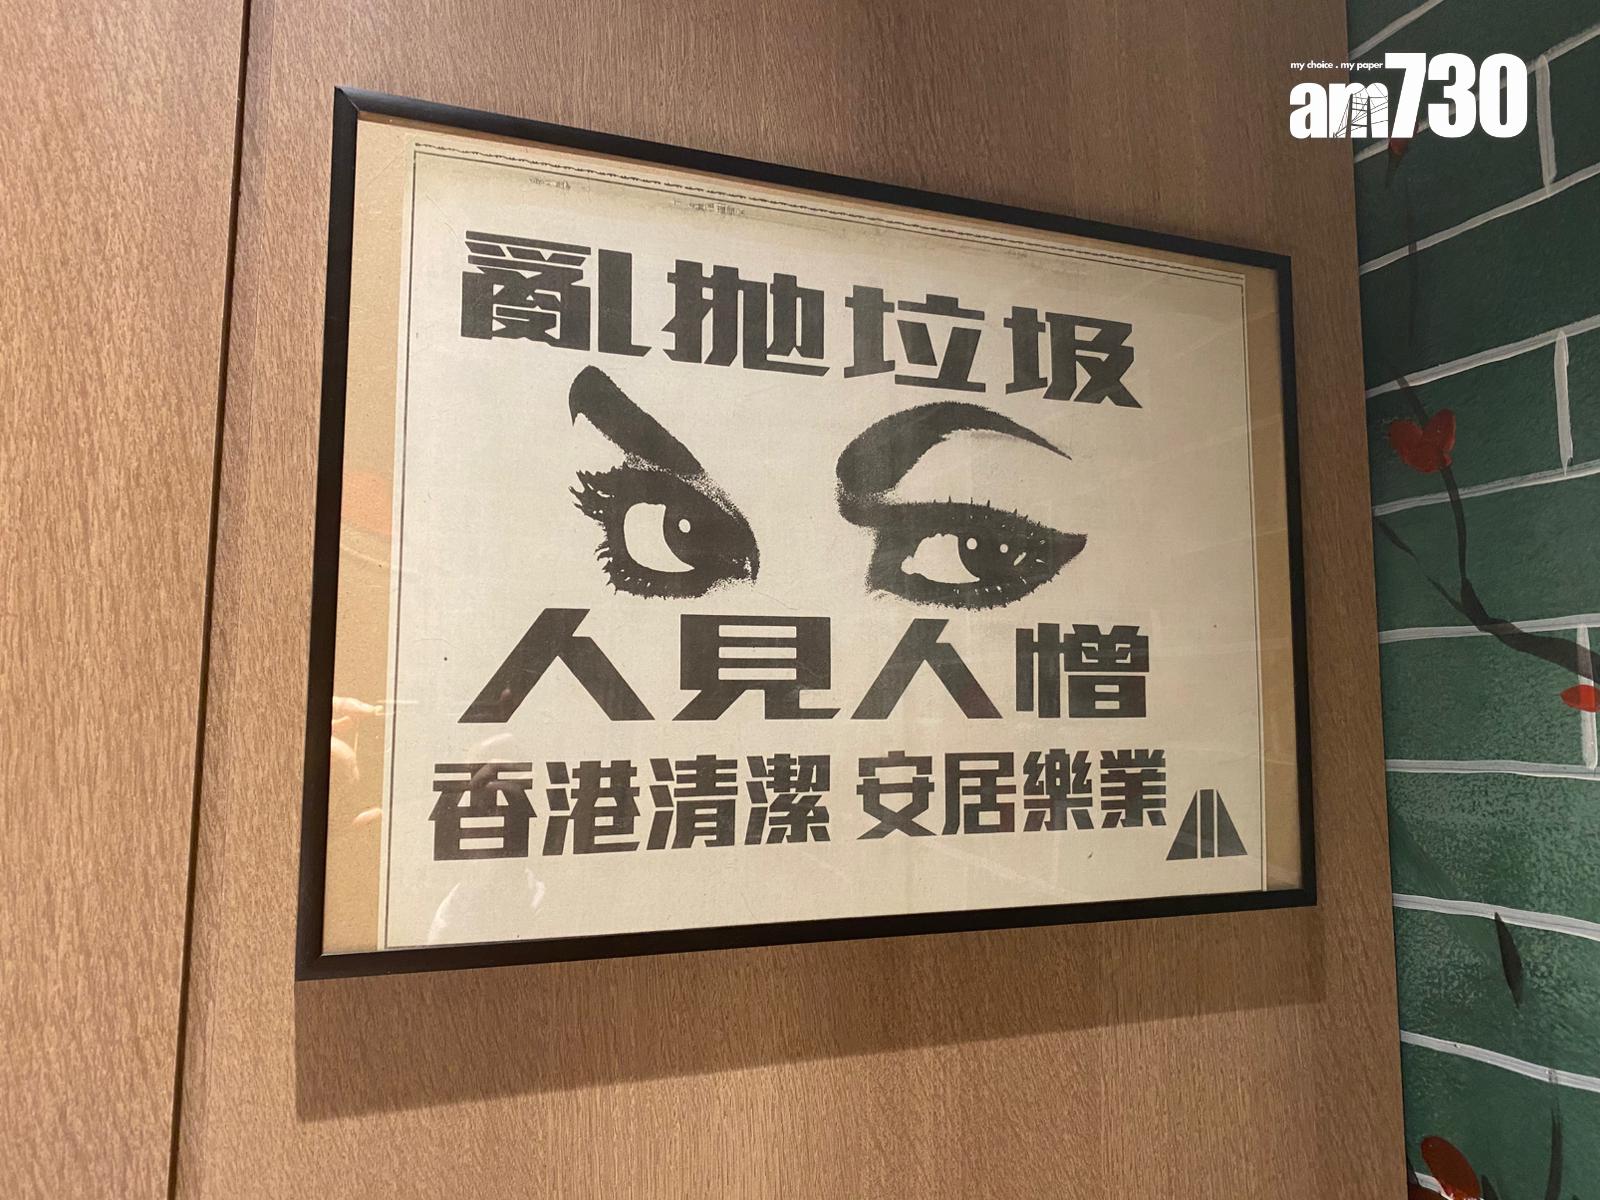 my choice . my paper
am730
亂拋垃圾
人見人憎
香港清潔 安居樂業